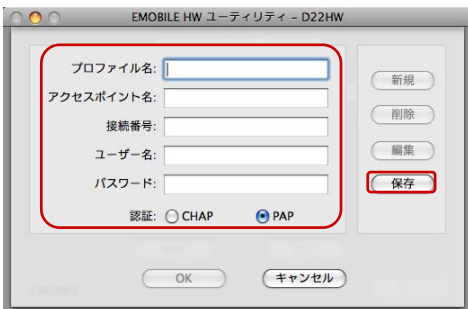 EMOBILE HW ユーティリティ – D22HW
プロファイル名:
アクセスポイント名:
接続番号:
ユーザー名:
パスワード:
認証: CHAP PAP
新規
削除
編集
保存
OK キャンセル